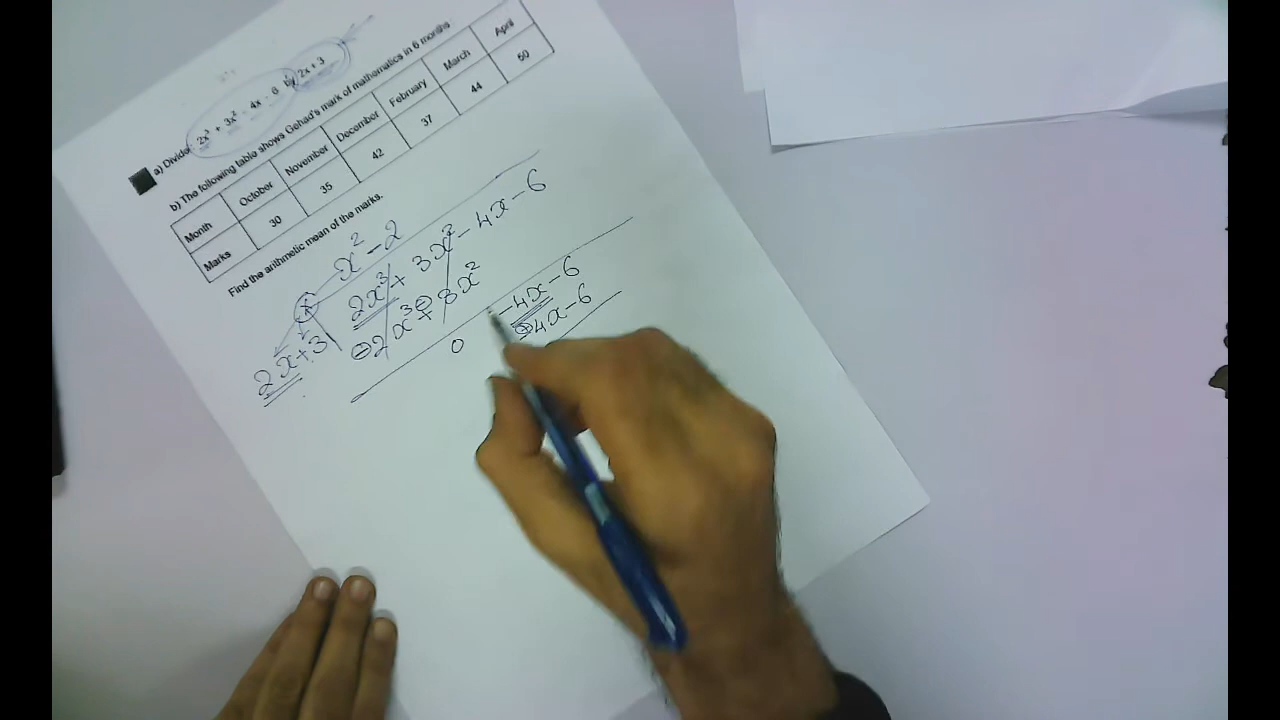 a) Divide 2x³ + 3x² - 4x - 6 by 2x + 3
b) The following table shows Gehad's mark of mathematics in 6 months:
Month October November December February March April
Marks 30 35 42 37 44 50
Find the arithmetic mean of the marks.
x² - 2
2x + 3 2x³ + 3x² - 4x - 6
⊖2x³ ⊕ 3x²
0 - 4x - 6
⊕4x - 6